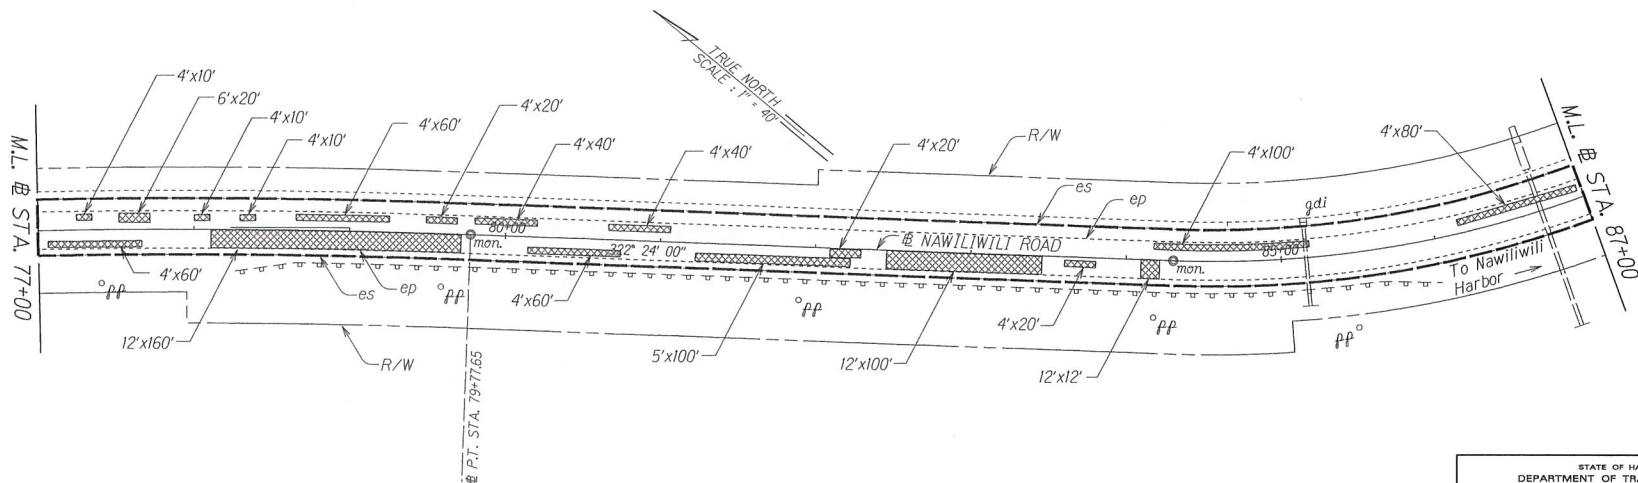 TRUE NORTH
SCALE : 1" = 40'
4'x10'
6'x20'
4'x10'
4'x10'
4'x60'
4'x20'
4'x40'
4'x40'
4'x20'
R/W
4'x100'
4'x80'
M.L. ⅊ STA. 77+00
M.L. ⅊ STA. 87+00
es
ep
gdi
80+00
mon.
322° 24' 00"
⅊ NAWILIWILI ROAD
85+00
mon.
To Nawiliwili
Harbor
4'x60'
pp
es
ep
pp
4'x60'
pp
4'x20'
pp
pp
12'x160'
R/W
5'x100'
12'x100'
12'x12'
⅊ P.T. STA. 79+77.65
STATE OF HA
DEPARTMENT OF TRA